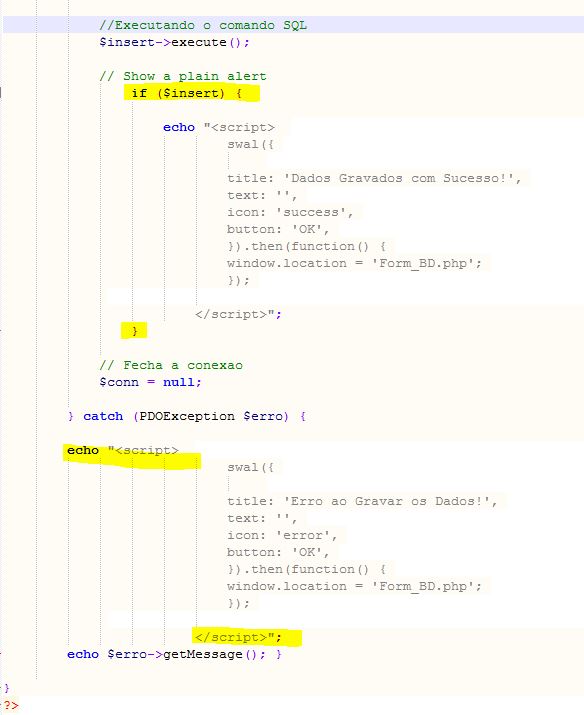 //Executando o comando SQL
$insert->execute();
// Show a plain alert
if ($insert) {
echo "<script>
swal({
title: 'Dados Gravados com Sucesso!',
text: '',
icon: 'success',
button: 'OK',
}).then(function() {
window.location = 'Form_BD.php';
});
</script>";
}
// Fecha a conexao
$conn = null;
} catch (PDOException $erro) {
echo "<script>
swal({
title: 'Erro ao Gravar os Dados!',
text: '',
icon: 'error',
button: 'OK',
}).then(function() {
window.location = 'Form_BD.php';
});
</script>";
echo $erro->getMessage(); }
}
?>